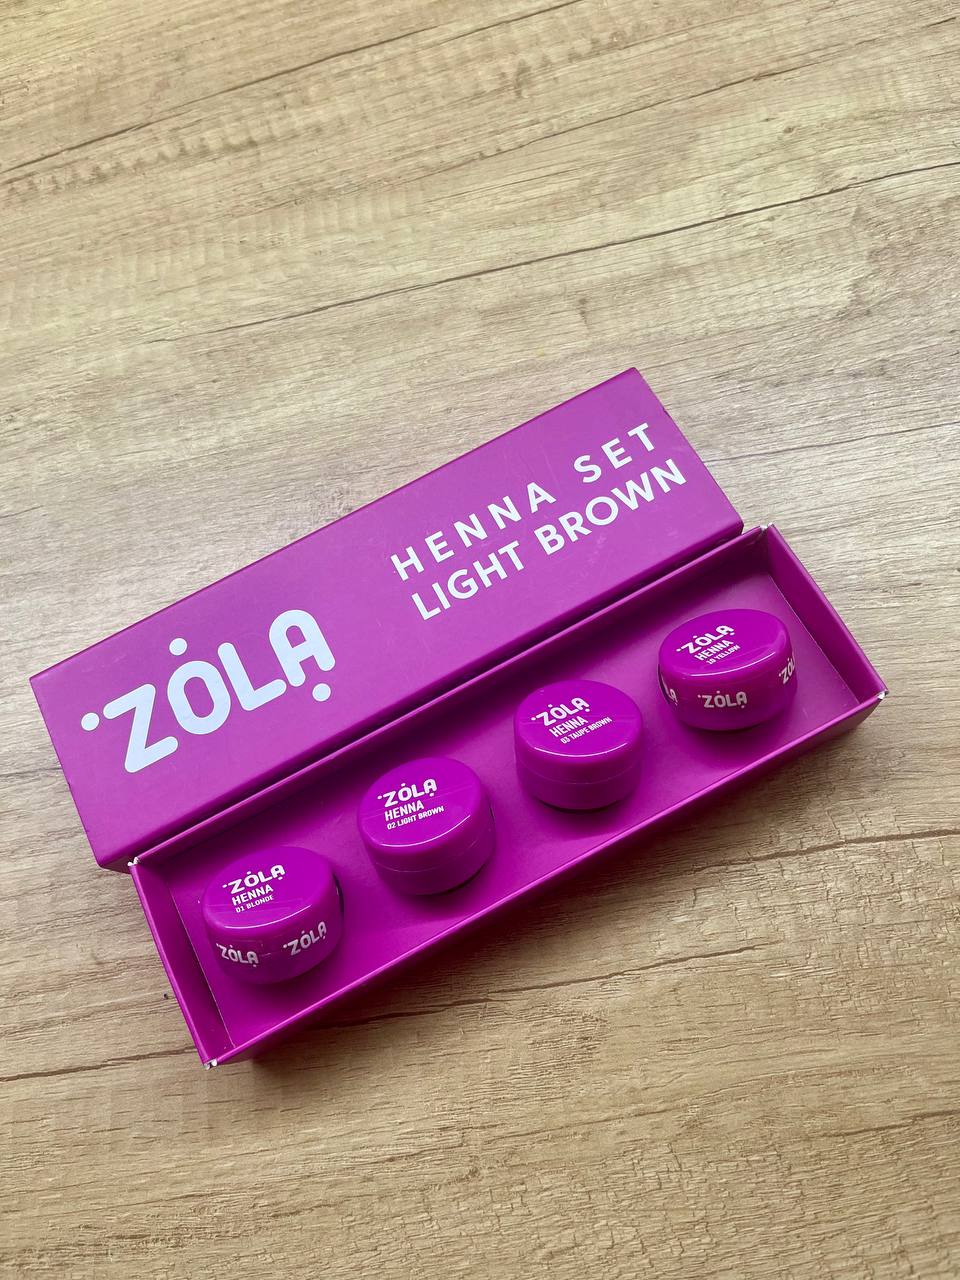 ZOLA
HENNA SET
LIGHT BROWN
ZOLA
HENNA
01 BLONDE
ZOLA ZOLA
ZOLA
HENNA
02 LIGHT BROWN
ZOLA
HENNA
03 TAUPE BROWN
ZOLA
HENNA
10 YELLOW
ZOLA